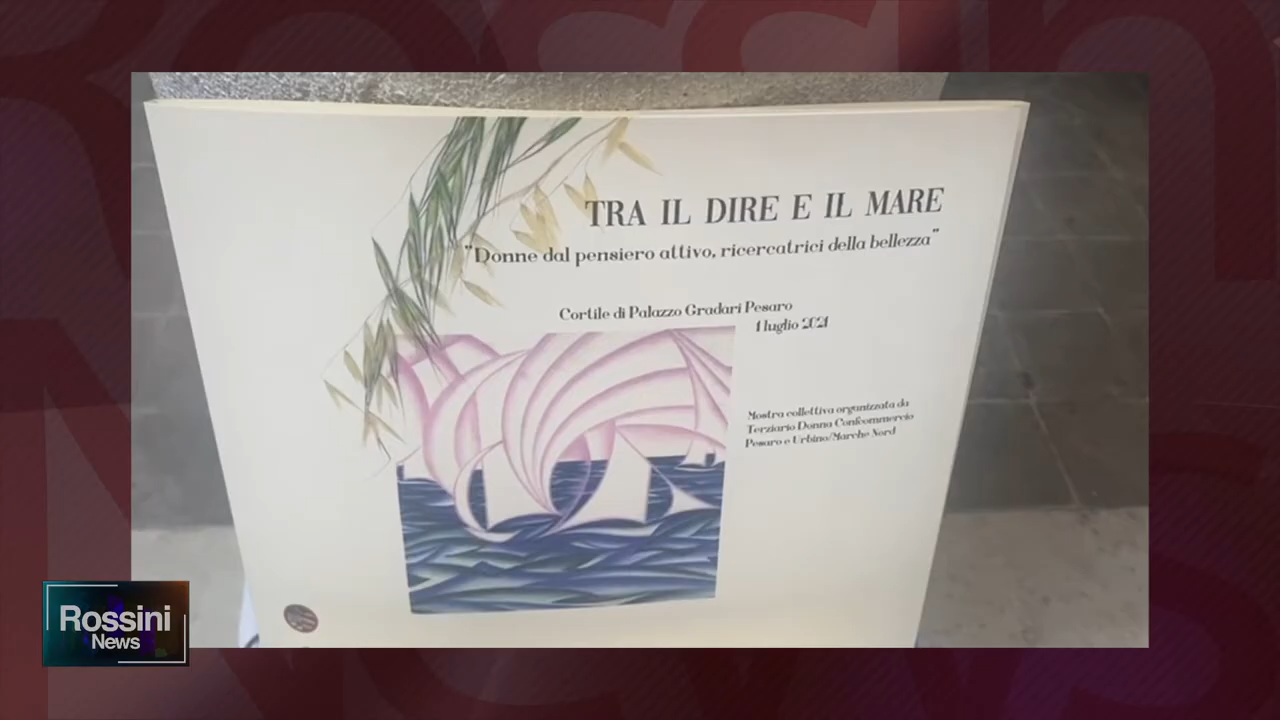 TRA IL DIRE E IL MARE
"Donne dal pensiero attivo, ricercatrici della bellezza"
Cortile di Palazzo Gradari Pesaro
1 luglio 2021
Mostra collettiva organizzata da
Terziario Donna Confcommercio
Pesaro e Urbino/Marche Nord
Rossini
News